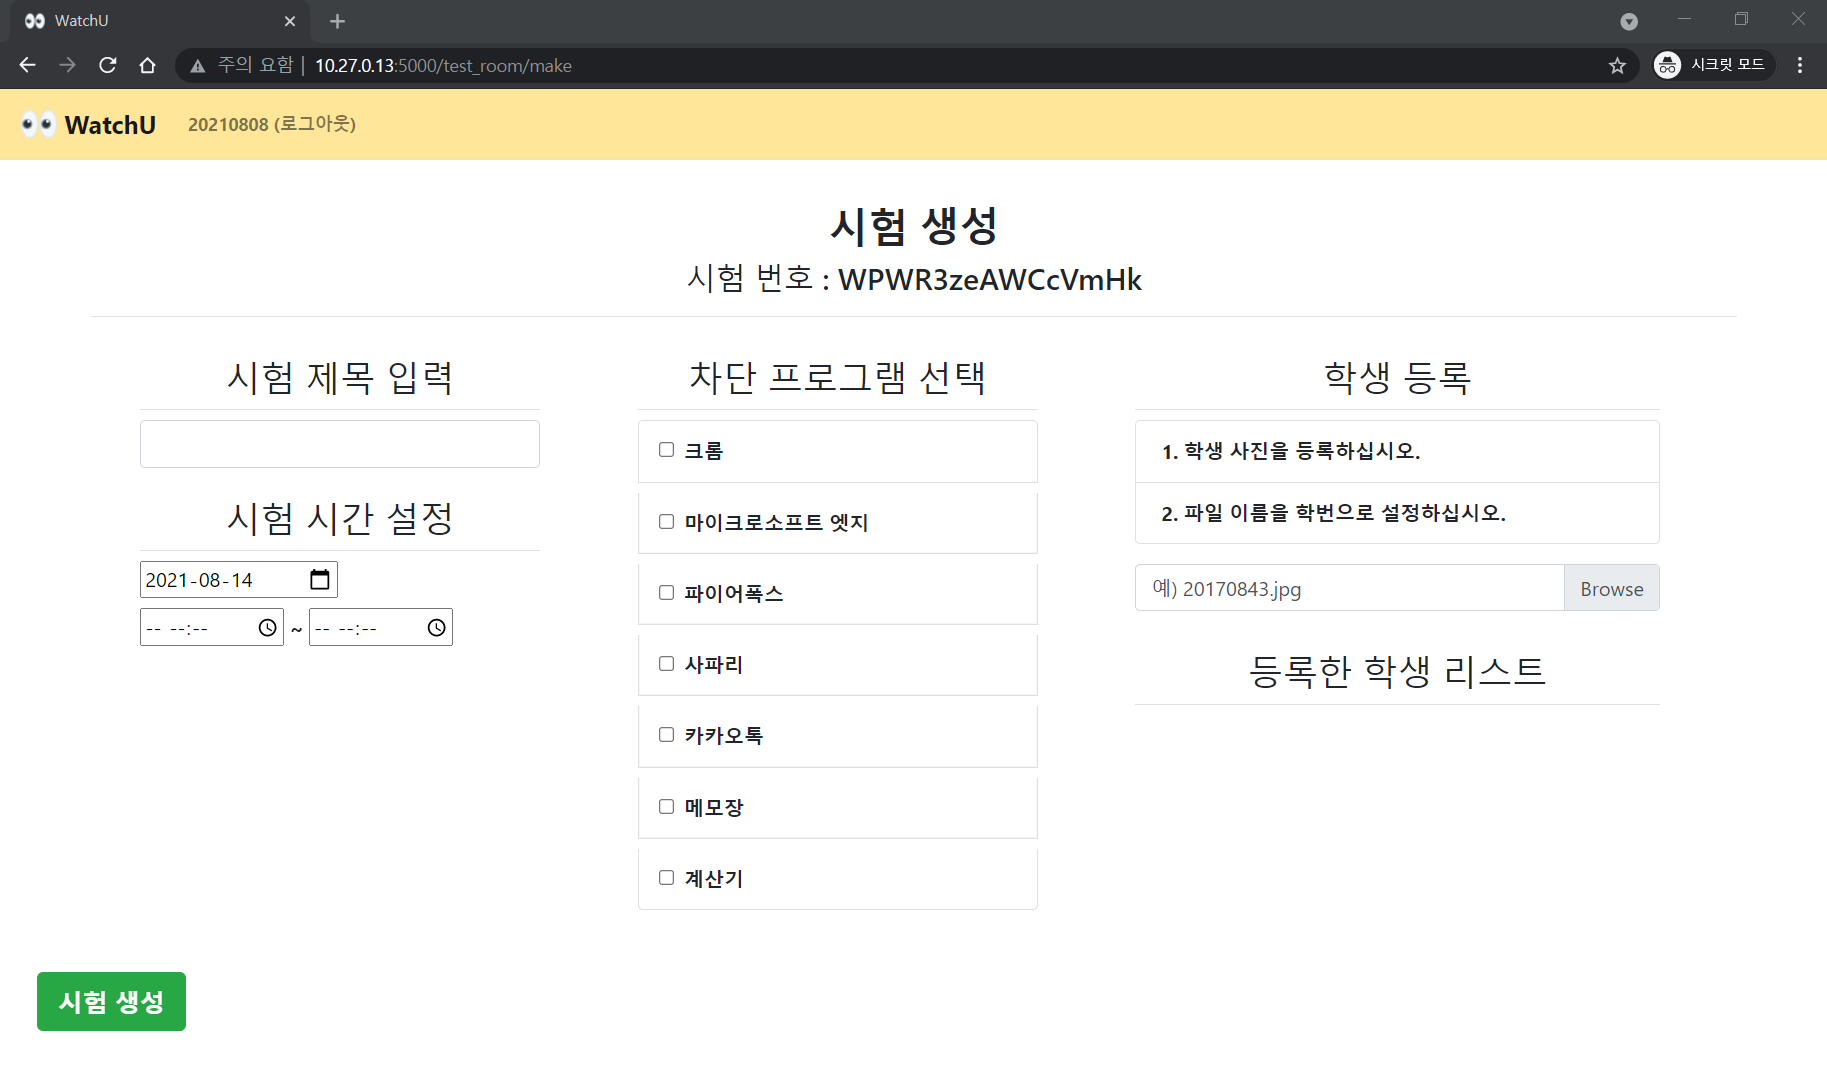 WatchU
주의 요함 | 10.27.0.13:5000/test_room/make
시크릿 모드
WatchU 20210808 (로그아웃)
시험 생성
시험 번호 : WPWR3zeAWCcVmHk
시험 제목 입력
시험 시간 설정
2021-08-14
-- --:-- ~ -- --:--
차단 프로그램 선택
크롬
마이크로소프트 엣지
파이어폭스
사파리
카카오톡
메모장
계산기
학생 등록
1. 학생 사진을 등록하십시오.
2. 파일 이름을 학번으로 설정하십시오.
예) 20170843.jpg Browse
등록한 학생 리스트
시험 생성